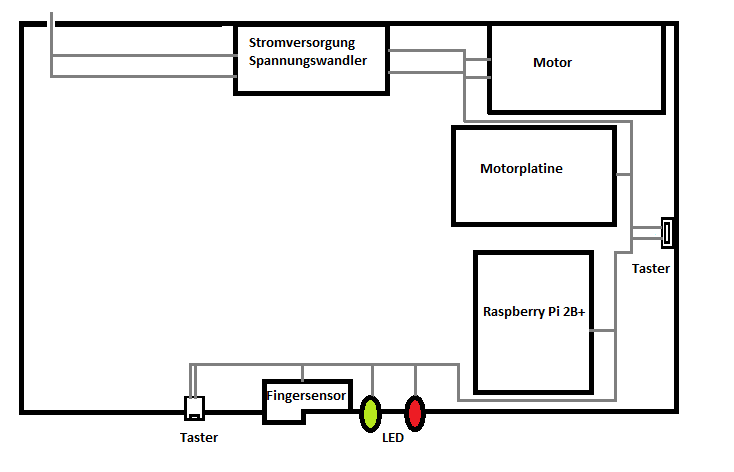 Stromversorgung
Spannungswandler
Motor
Motorplatine
Taster
Raspberry Pi 2B+
Fingersensor
Taster
LED